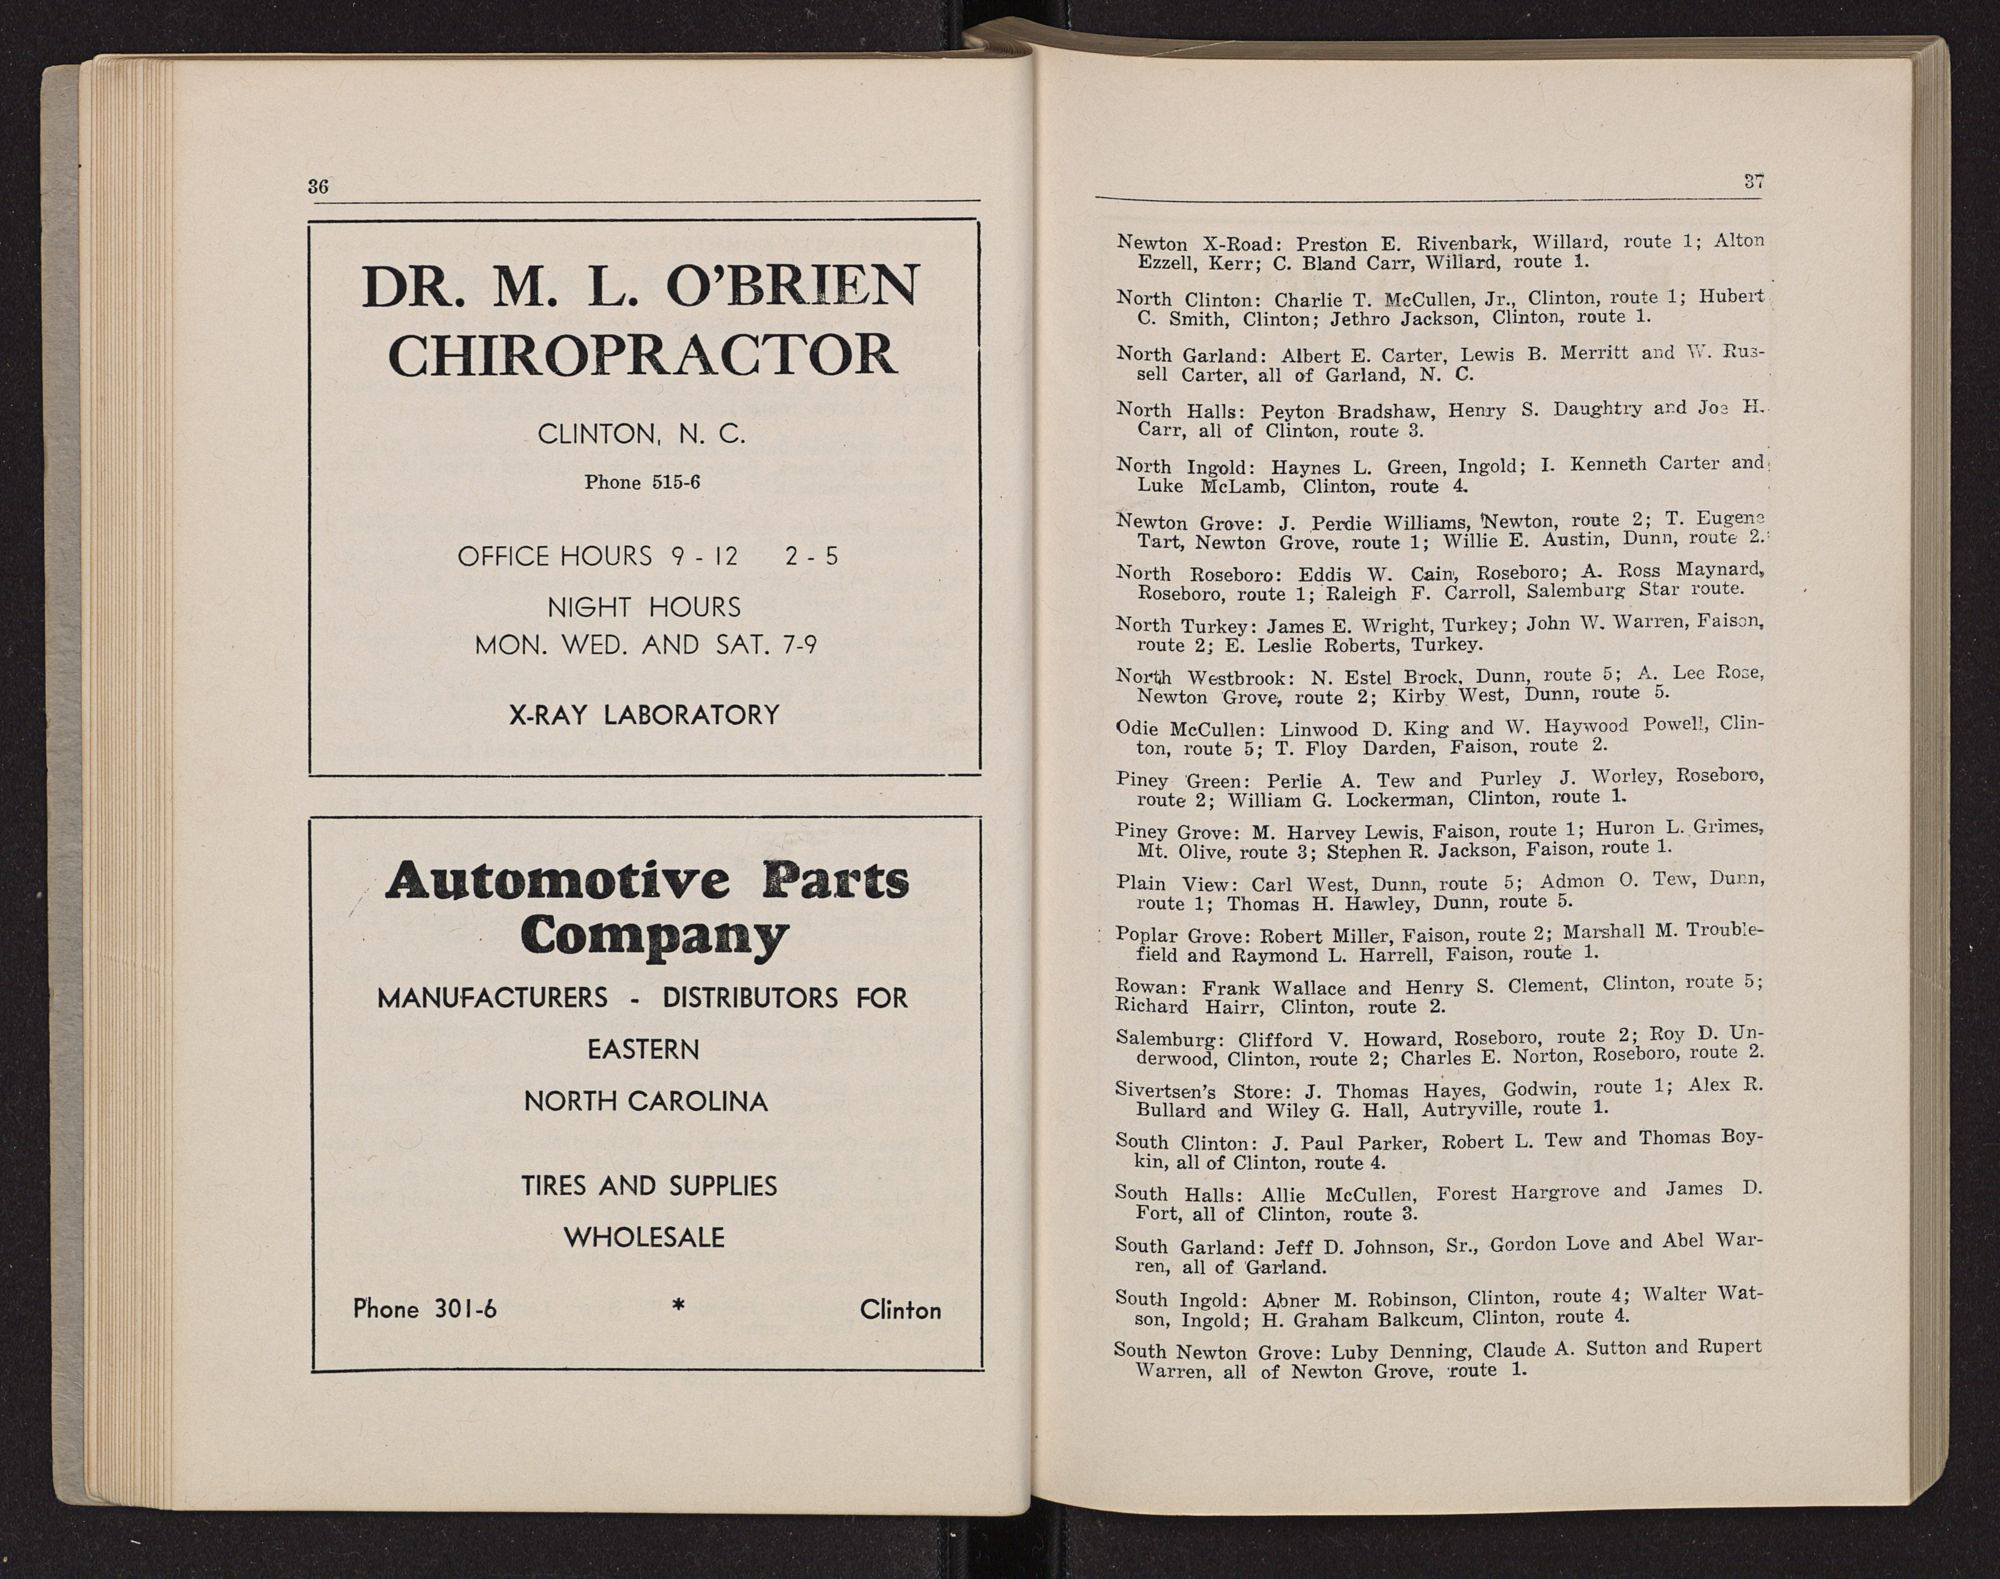 36
DR. M. L. O'BRIEN
CHIROPRACTOR
CLINTON, N. C.
Phone 515-6
OFFICE HOURS 9 - 12 2 - 5
NIGHT HOURS
MON. WED. AND SAT. 7-9
X-RAY LABORATORY
Automotive Parts
Company
MANUFACTURERS - DISTRIBUTORS FOR
EASTERN
NORTH CAROLINA
TIRES AND SUPPLIES
WHOLESALE
Phone 301-6 * Clinton
37
Newton X-Road: Preston E. Rivenbark, Willard, route 1; Alton
Ezzell, Kerr; C. Bland Carr, Willard, route 1.
North Clinton: Charlie T. McCullen, Jr., Clinton, route 1; Hubert
C. Smith, Clinton; Jethro Jackson, Clinton, route 1.
North Garland: Albert E. Carter, Lewis B. Merritt and W. Rus-
sell Carter, all of Garland, N. C.
North Halls: Peyton Bradshaw, Henry S. Daughtry and Joe H.
Carr, all of Clinton, route 3.
North Ingold: Haynes L. Green, Ingold; I. Kenneth Carter and
Luke McLamb, Clinton, route 4.
Newton Grove: J. Perdie Williams, Newton, route 2; T. Eugene
Tart, Newton Grove, route 1; Willie E. Austin, Dunn, route 2.
North Roseboro: Eddis W. Cain, Roseboro; A. Ross Maynard,
Roseboro, route 1; Raleigh F. Carroll, Salemburg Star route.
North Turkey: James E. Wright, Turkey; John W. Warren, Faison,
route 2; E. Leslie Roberts, Turkey.
North Westbrook: N. Estel Brock, Dunn, route 5; A. Lee Rose,
Newton Grove, route 2; Kirby West, Dunn, route 5.
Odie McCullen: Linwood D. King and W. Haywood Powell, Clin-
ton, route 5; T. Floy Darden, Faison, route 2.
Piney Green: Perlie A. Tew and Purley J. Worley, Roseboro,
route 2; William G. Lockerman, Clinton, route 1.
Piney Grove: M. Harvey Lewis, Faison, route 1; Huron L. Grimes,
Mt. Olive, route 3; Stephen R. Jackson, Faison, route 1.
Plain View: Carl West, Dunn, route 5; Admon O. Tew, Dunn,
route 1; Thomas H. Hawley, Dunn, route 5.
Poplar Grove: Robert Miller, Faison, route 2; Marshall M. Trouble-
field and Raymond L. Harrell, Faison, route 1.
Rowan: Frank Wallace and Henry S. Clement, Clinton, route 5;
Richard Hairr, Clinton, route 2.
Salemburg: Clifford V. Howard, Roseboro, route 2; Roy D. Un-
derwood, Clinton, route 2; Charles E. Norton, Roseboro, route 2.
Sivertsen's Store: J. Thomas Hayes, Godwin, route 1; Alex R.
Bullard and Wiley G. Hall, Autryville, route 1.
South Clinton: J. Paul Parker, Robert L. Tew and Thomas Boy-
kin, all of Clinton, route 4.
South Halls: Allie McCullen, Forest Hargrove and James D.
Fort, all of Clinton, route 3.
South Garland: Jeff D. Johnson, Sr., Gordon Love and Abel War-
ren, all of Garland.
South Ingold: Abner M. Robinson, Clinton, route 4; Walter Wat-
son, Ingold; H. Graham Balkcum, Clinton, route 4.
South Newton Grove: Luby Denning, Claude A. Sutton and Rupert
Warren, all of Newton Grove, route 1.